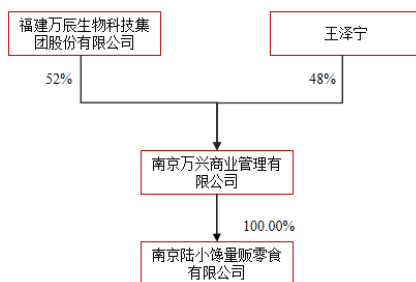 福建万辰生物科技集
团股份有限公司
王泽宁
52%
48%
南京万兴商业管理有
限公司
100.00%
南京陆小馋量贩零食
有限公司